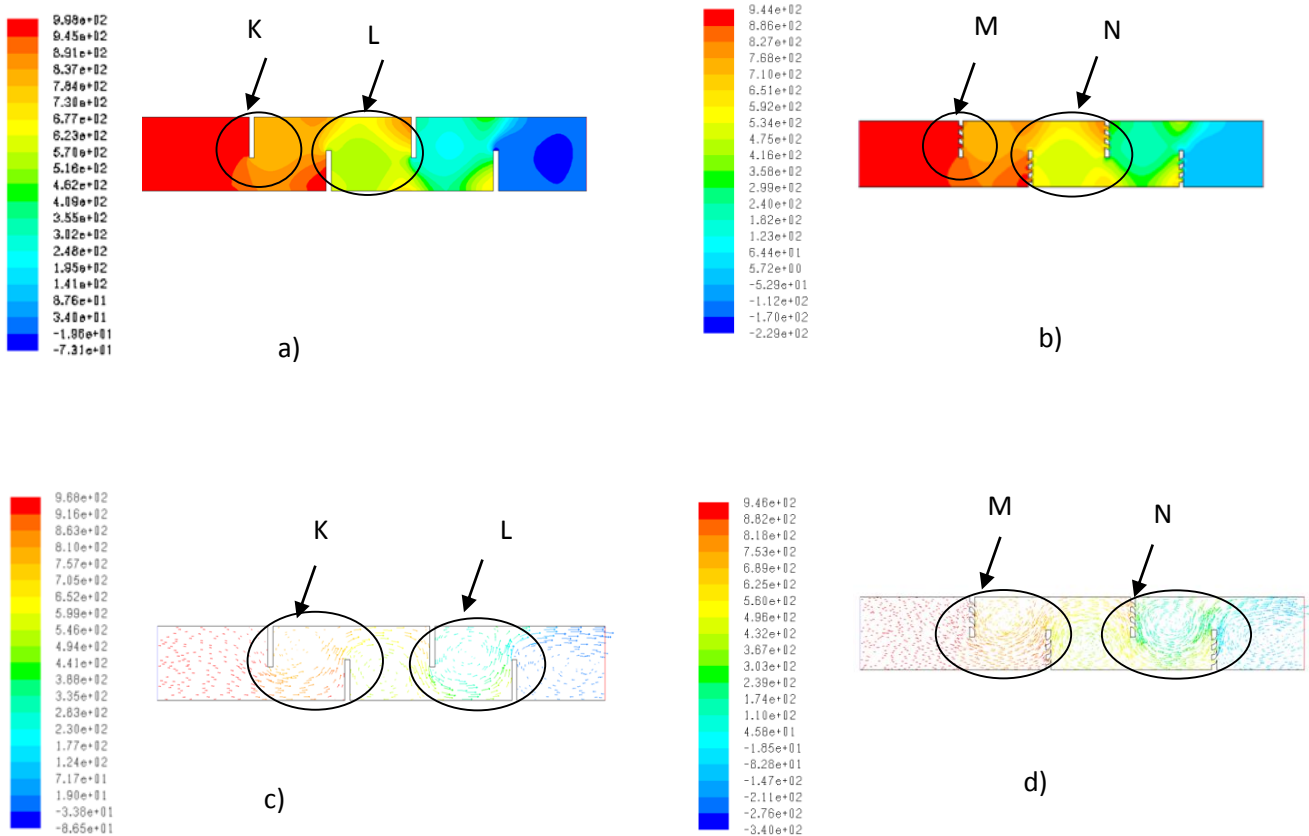 K
L
9.98e+02
9.45e+02
8.91e+02
8.37e+02
7.84e+02
7.30e+02
6.77e+02
6.23e+02
5.70e+02
5.16e+02
4.62e+02
4.09e+02
3.55e+02
3.02e+02
2.48e+02
1.95e+02
1.41e+02
8.76e+01
3.40e+01
-1.96e+01
-7.31e+01
a)
M
N
9.44e+02
8.86e+02
8.27e+02
7.68e+02
7.10e+02
6.51e+02
5.92e+02
5.34e+02
4.75e+02
4.16e+02
3.58e+02
2.99e+02
2.40e+02
1.82e+02
1.23e+02
6.44e+01
5.72e+00
-5.29e+01
-1.12e+02
-1.70e+02
-2.29e+02
b)
K
L
9.68e+02
9.16e+02
8.63e+02
8.10e+02
7.57e+02
7.05e+02
6.52e+02
5.99e+02
5.46e+02
4.94e+02
4.41e+02
3.88e+02
3.35e+02
2.83e+02
2.30e+02
1.77e+02
1.24e+02
7.17e+01
1.90e+01
-3.38e+01
-8.65e+01
c)
M
N
9.46e+02
8.82e+02
8.18e+02
7.53e+02
6.89e+02
6.25e+02
5.60e+02
4.96e+02
4.32e+02
3.67e+02
3.03e+02
2.39e+02
1.74e+02
1.10e+02
4.58e+01
-1.85e+01
-8.28e+01
-1.47e+02
-2.11e+02
-2.76e+02
-3.40e+02
d)